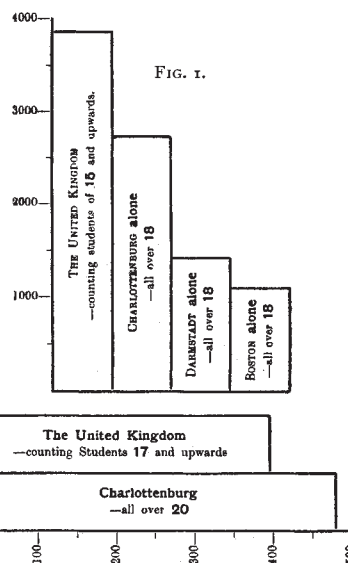 4000
FIG. 1.
3000
2000
1000
THE UNITED KINGDOM
—counting students of 15 and upwards.
CHARLOTTENBURG alone
—all over 18
DARMSTADT alone
—all over 18
BOSTON alone
—all over 18
The United Kingdom
—counting Students 17 and upwards
Charlottenburg
—all over 20
100
200
300
400